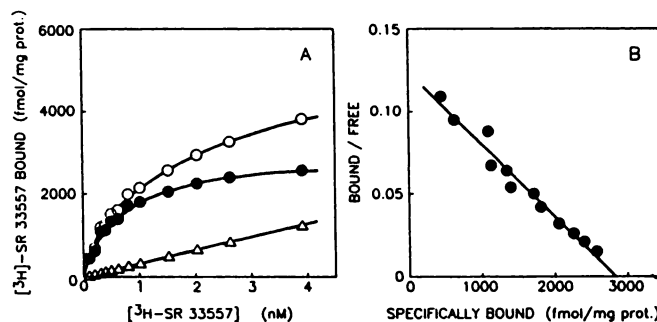 A
[³H]-SR 33557 BOUND
(fmol/mg prot.)
6000
4000
2000
0
0 1 2 3 4
[³H-SR 33557] (nM)
B
BOUND / FREE
0.15
0.10
0.05
0
0 1000 2000 3000
SPECIFICALLY BOUND (fmol/mg prot.)